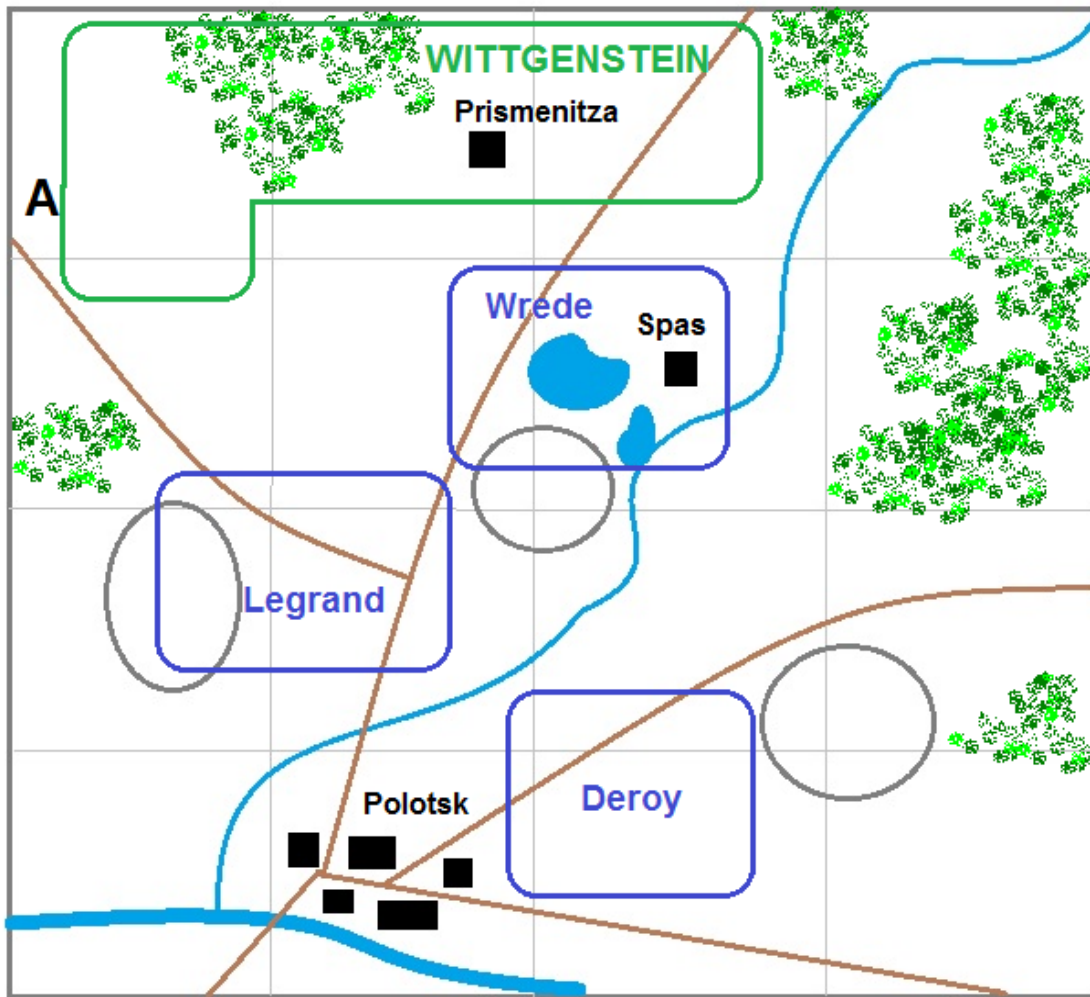 WITTGENSTEIN
Prismenitza
A
Wrede
Spas
Legrand
Deroy
Polotsk